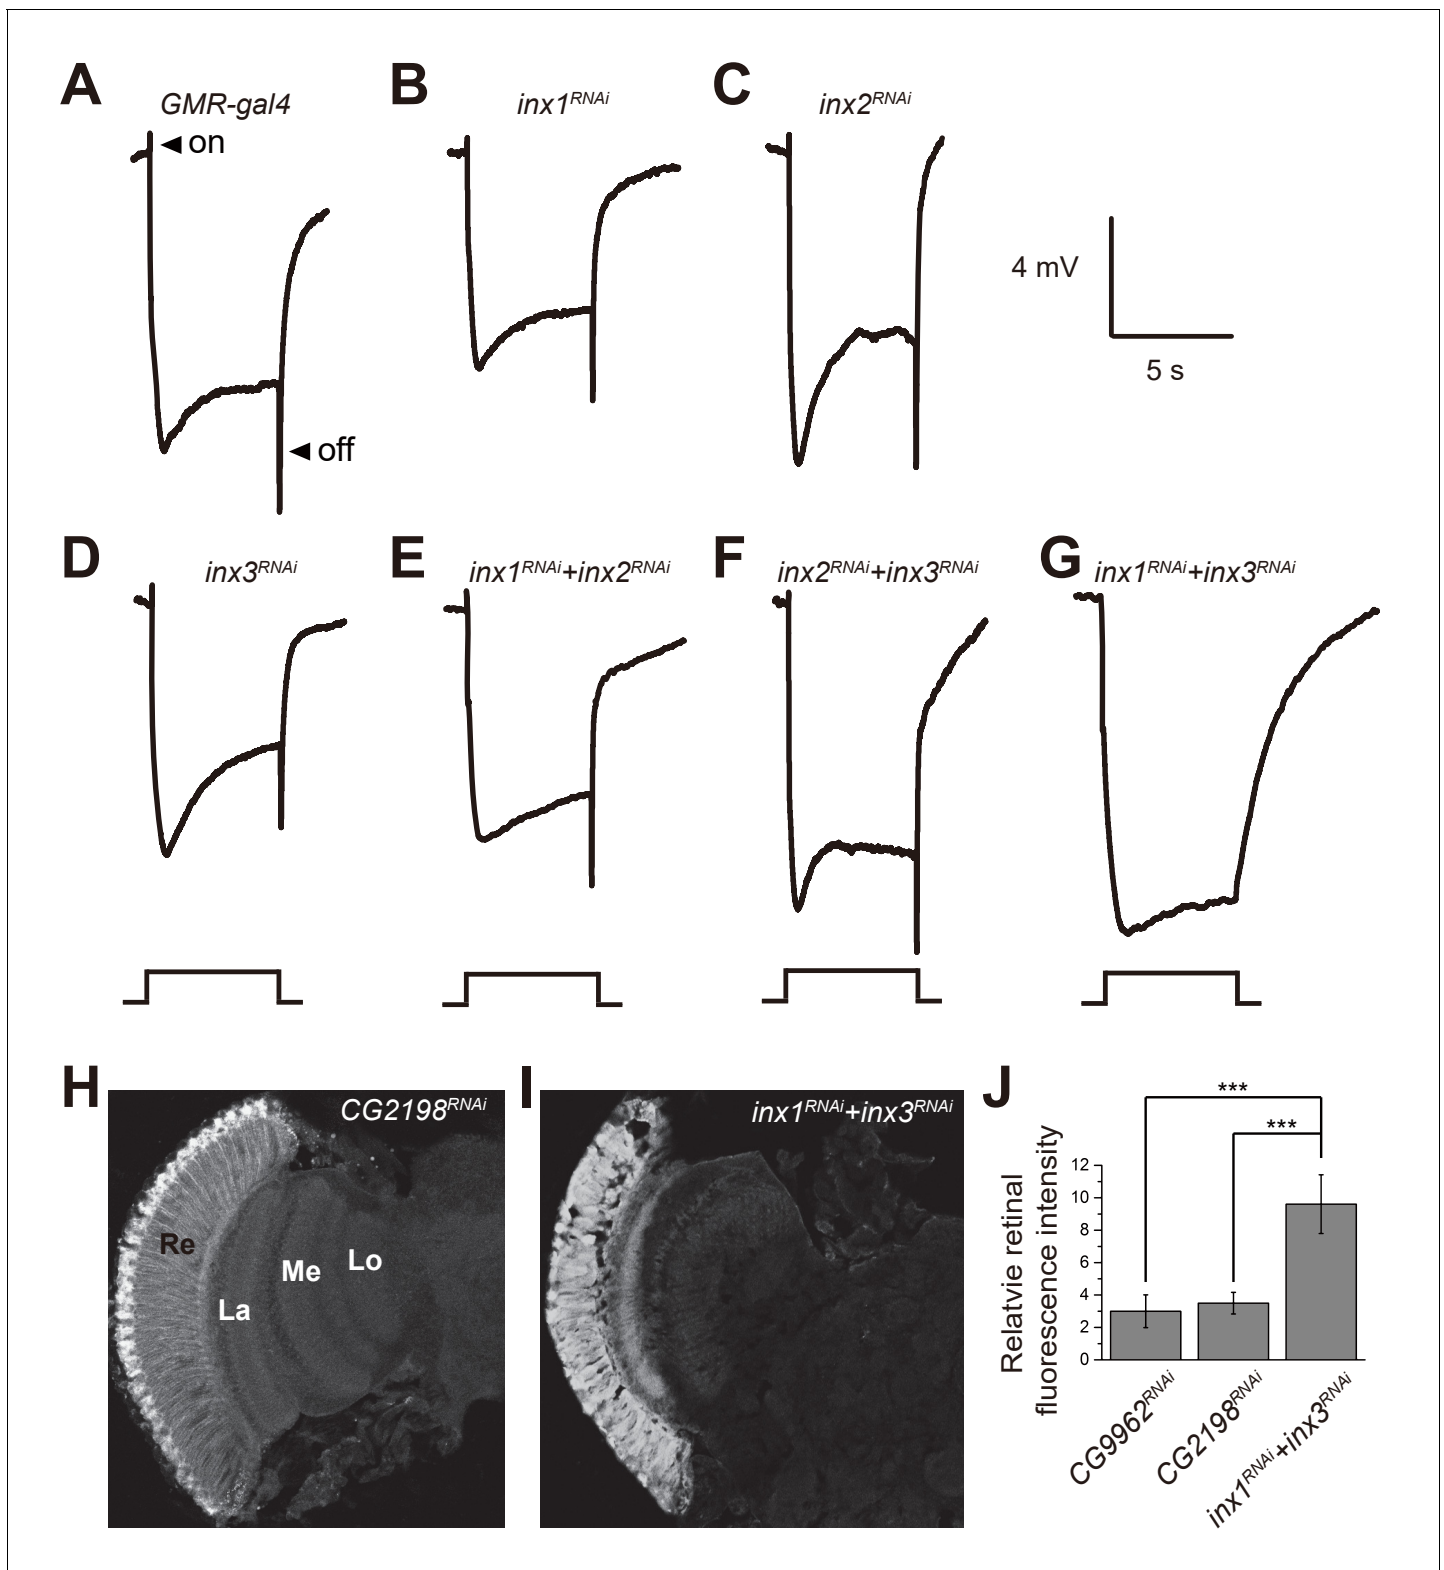 A
GMR-gal4
on
off
B
inx1RNAi
C
inx2RNAi
4 mV
5 s
D
inx3RNAi
E
inx1RNAi+inx2RNAi
F
inx2RNAi+inx3RNAi
G
inx1RNAi+inx3RNAi
H
CG2198RNAi
Re
La
Me
Lo
I
inx1RNAi+inx3RNAi
J
***
***
Relatvie retinal
fluorescence intensity
12
10
8
6
4
2
0
CG9962RNAi
CG2198RNAi
inx1RNAi+inx3RNAi